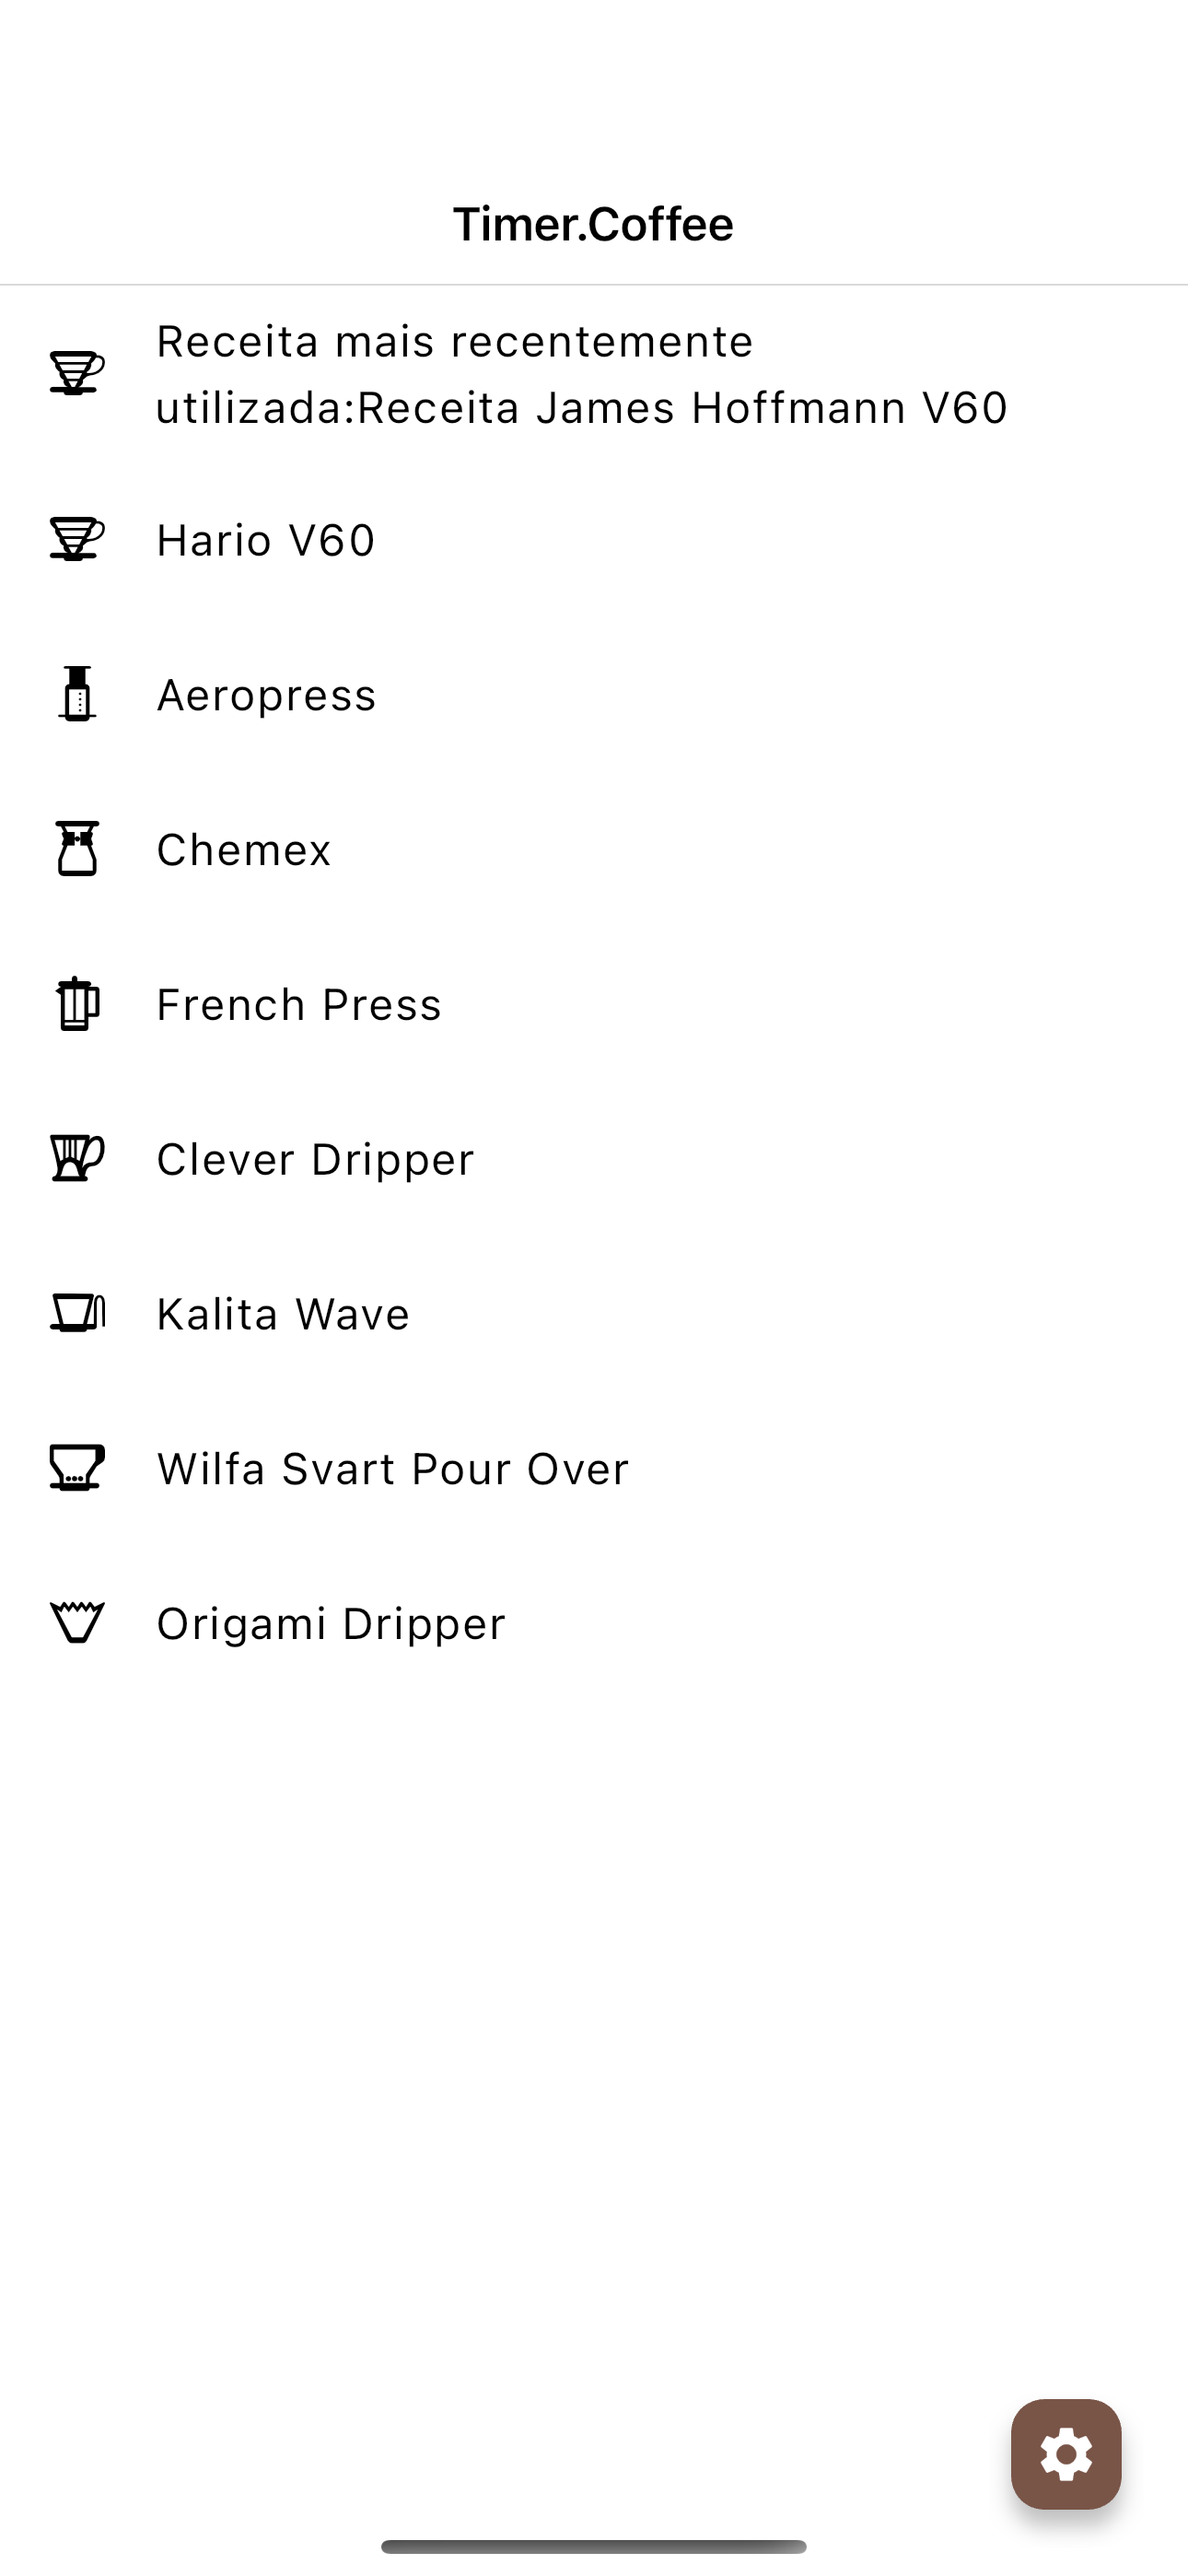 Timer.Coffee
Receita mais recentemente
utilizada:Receita James Hoffmann V60
Hario V60
Aeropress
Chemex
French Press
Clever Dripper
Kalita Wave
Wilfa Svart Pour Over
Origami Dripper